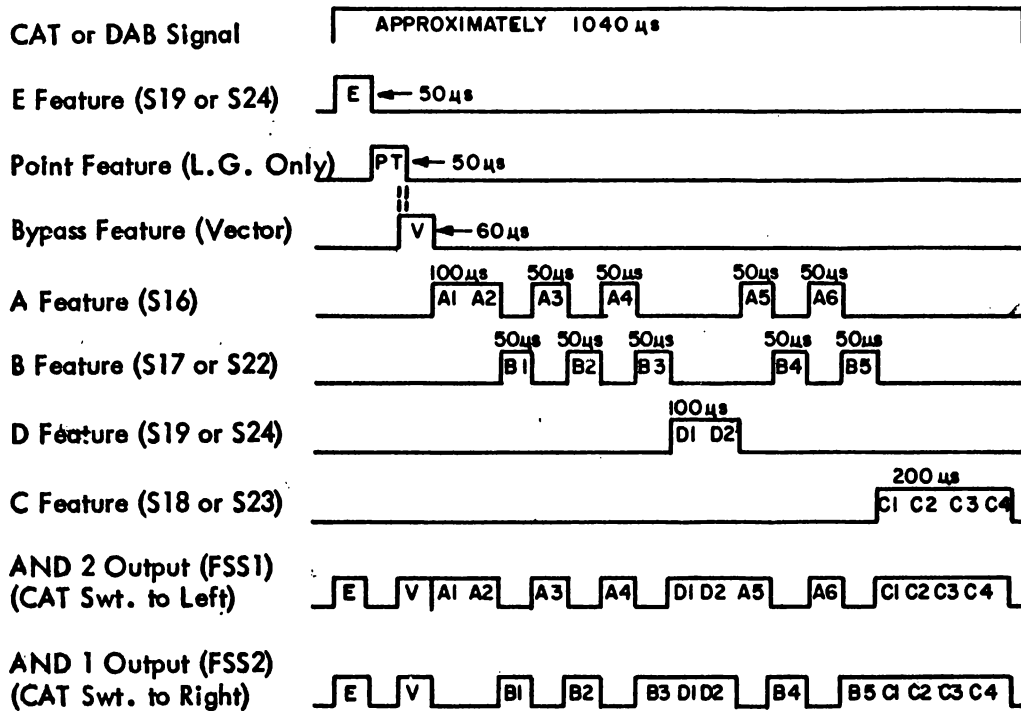 CAT or DAB Signal
APPROXIMATELY 1040 µs
E Feature (S19 or S24)
E
50µs
Point Feature (L.G. Only)
PT
50µs
Bypass Feature (Vector)
V
60µs
100µs 50µs 50µs 50µs 50µs
A Feature (S16)
A1 A2 A3 A4 A5 A6
50µs 50µs 50µs 50µs 50µs
B Feature (S17 or S22)
B1 B2 B3 B4 B5
100µs
D Feature (S19 or S24)
D1 D2
200 µs
C Feature (S18 or S23)
C1 C2 C3 C4
AND 2 Output (FSS1)
(CAT Swt. to Left)
E V A1 A2 A3 A4 D1 D2 A5 A6 C1 C2 C3 C4
AND 1 Output (FSS2)
(CAT Swt. to Right)
E V B1 B2 B3 D1 D2 B4 B5 C1 C2 C3 C4